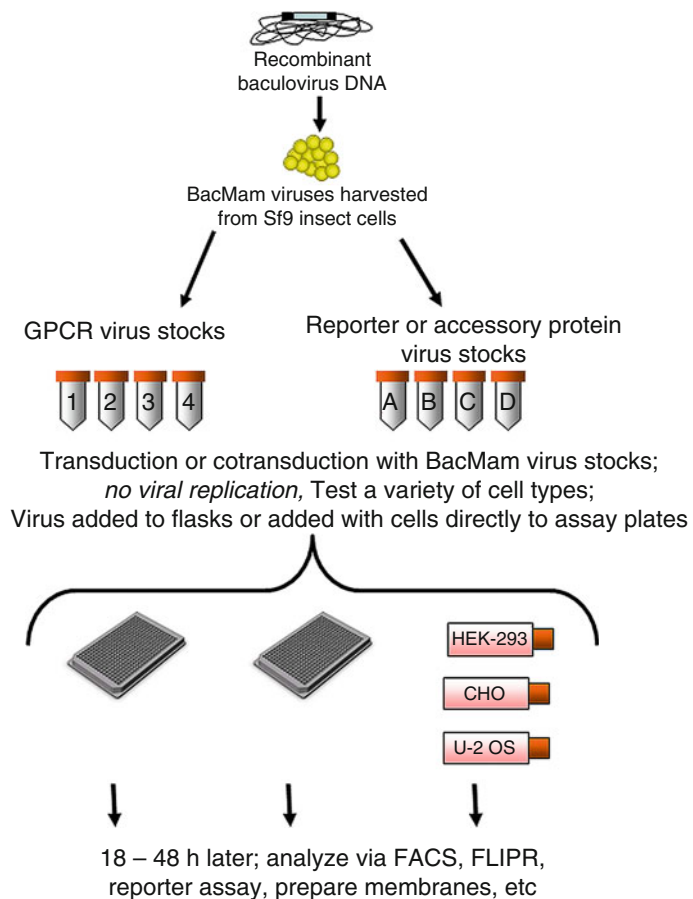 Recombinant
baculovirus DNA
BacMam viruses harvested
from Sf9 insect cells
GPCR virus stocks
1 2 3 4
Reporter or accessory protein
virus stocks
A B C D
Transduction or cotransduction with BacMam virus stocks;
no viral replication, Test a variety of cell types;
Virus added to flasks or added with cells directly to assay plates
HEK-293
CHO
U-2 OS
18 – 48 h later; analyze via FACS, FLIPR,
reporter assay, prepare membranes, etc